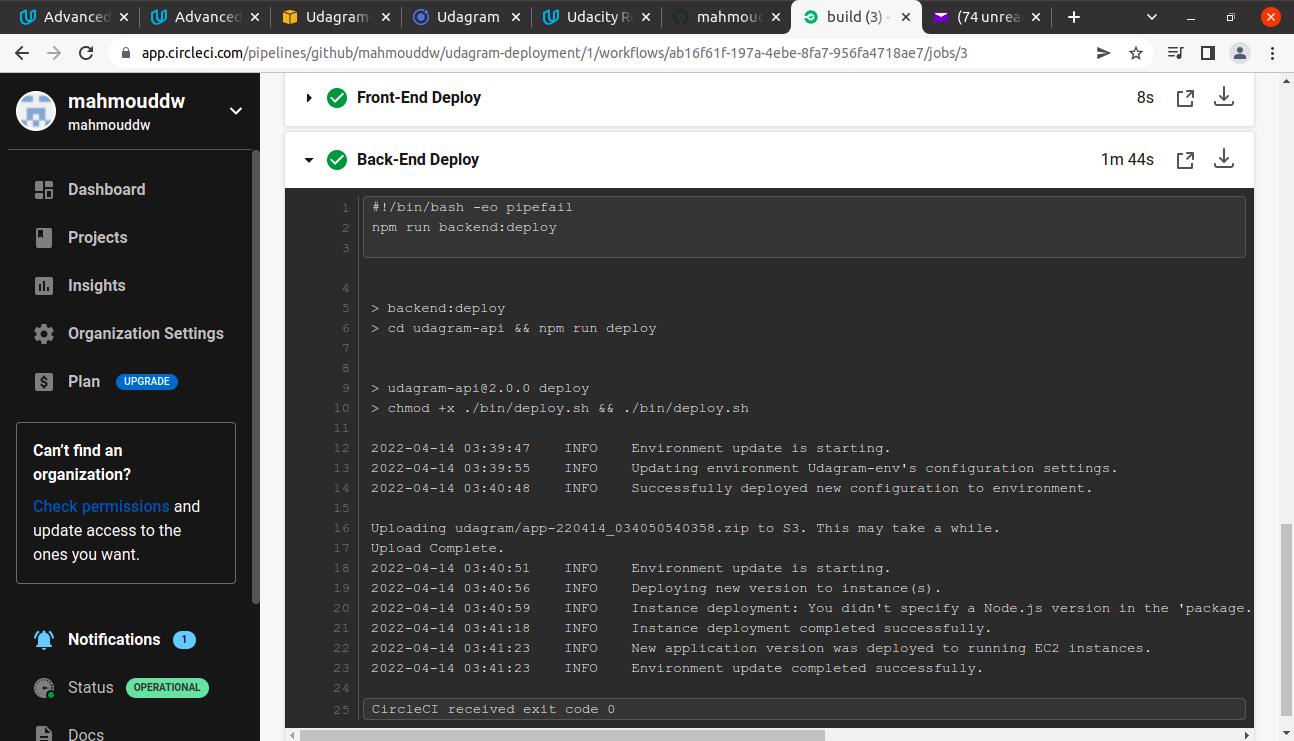 Advanced
Advanced
Udagram-
Udagram
Udacity R
mahmoud
build (3) -
(74 unrea
app.circleci.com/pipelines/github/mahmouddw/udagram-deployment/1/workflows/ab16f61f-197a-4ebe-8fa7-956fa4718ae7/jobs/3
mahmouddw
mahmouddw
Dashboard
Projects
Insights
Organization Settings
Plan UPGRADE
Can't find an
organization?
Check permissions and
update access to the
ones you want.
Notifications 1
Status OPERATIONAL
Docs
Front-End Deploy 8s
Back-End Deploy 1m 44s
1 #!/bin/bash -eo pipefail
2 npm run backend:deploy
3
4
5 > backend:deploy
6 > cd udagram-api && npm run deploy
7
8
9 > udagram-api@2.0.0 deploy
10 > chmod +x ./bin/deploy.sh && ./bin/deploy.sh
11
12 2022-04-14 03:39:47 INFO Environment update is starting.
13 2022-04-14 03:39:55 INFO Updating environment Udagram-env's configuration settings.
14 2022-04-14 03:40:48 INFO Successfully deployed new configuration to environment.
15
16 Uploading udagram/app-220414_034050540358.zip to S3. This may take a while.
17 Upload Complete.
18 2022-04-14 03:40:51 INFO Environment update is starting.
19 2022-04-14 03:40:56 INFO Deploying new version to instance(s).
20 2022-04-14 03:40:59 INFO Instance deployment: You didn't specify a Node.js version in the 'package.
21 2022-04-14 03:41:18 INFO Instance deployment completed successfully.
22 2022-04-14 03:41:23 INFO New application version was deployed to running EC2 instances.
23 2022-04-14 03:41:23 INFO Environment update completed successfully.
24
25 CircleCI received exit code 0